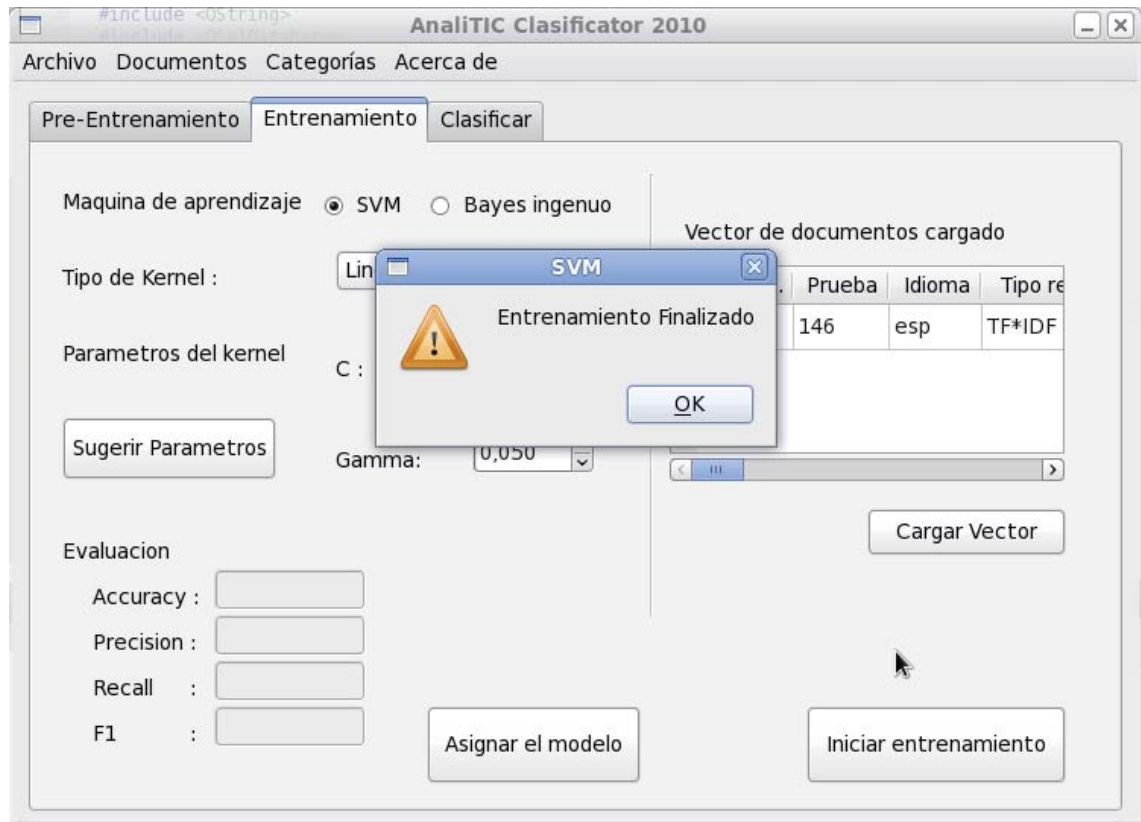 #include <QString>
AnaliTIC Clasificator 2010
Archivo Documentos Categorías Acerca de
Pre-Entrenamiento Entrenamiento Clasificar
Maquina de aprendizaje SVM Bayes ingenuo
Vector de documentos cargado
Tipo de Kernel : Lin
Prueba Idioma Tipo re
146 esp TF*IDF
SVM
Entrenamiento Finalizado
OK
Parametros del kernel
C :
Sugerir Parametros
Gamma: 0,050
Cargar Vector
Evaluacion
Accuracy :
Precision :
Recall :
F1 :
Asignar el modelo
Iniciar entrenamiento